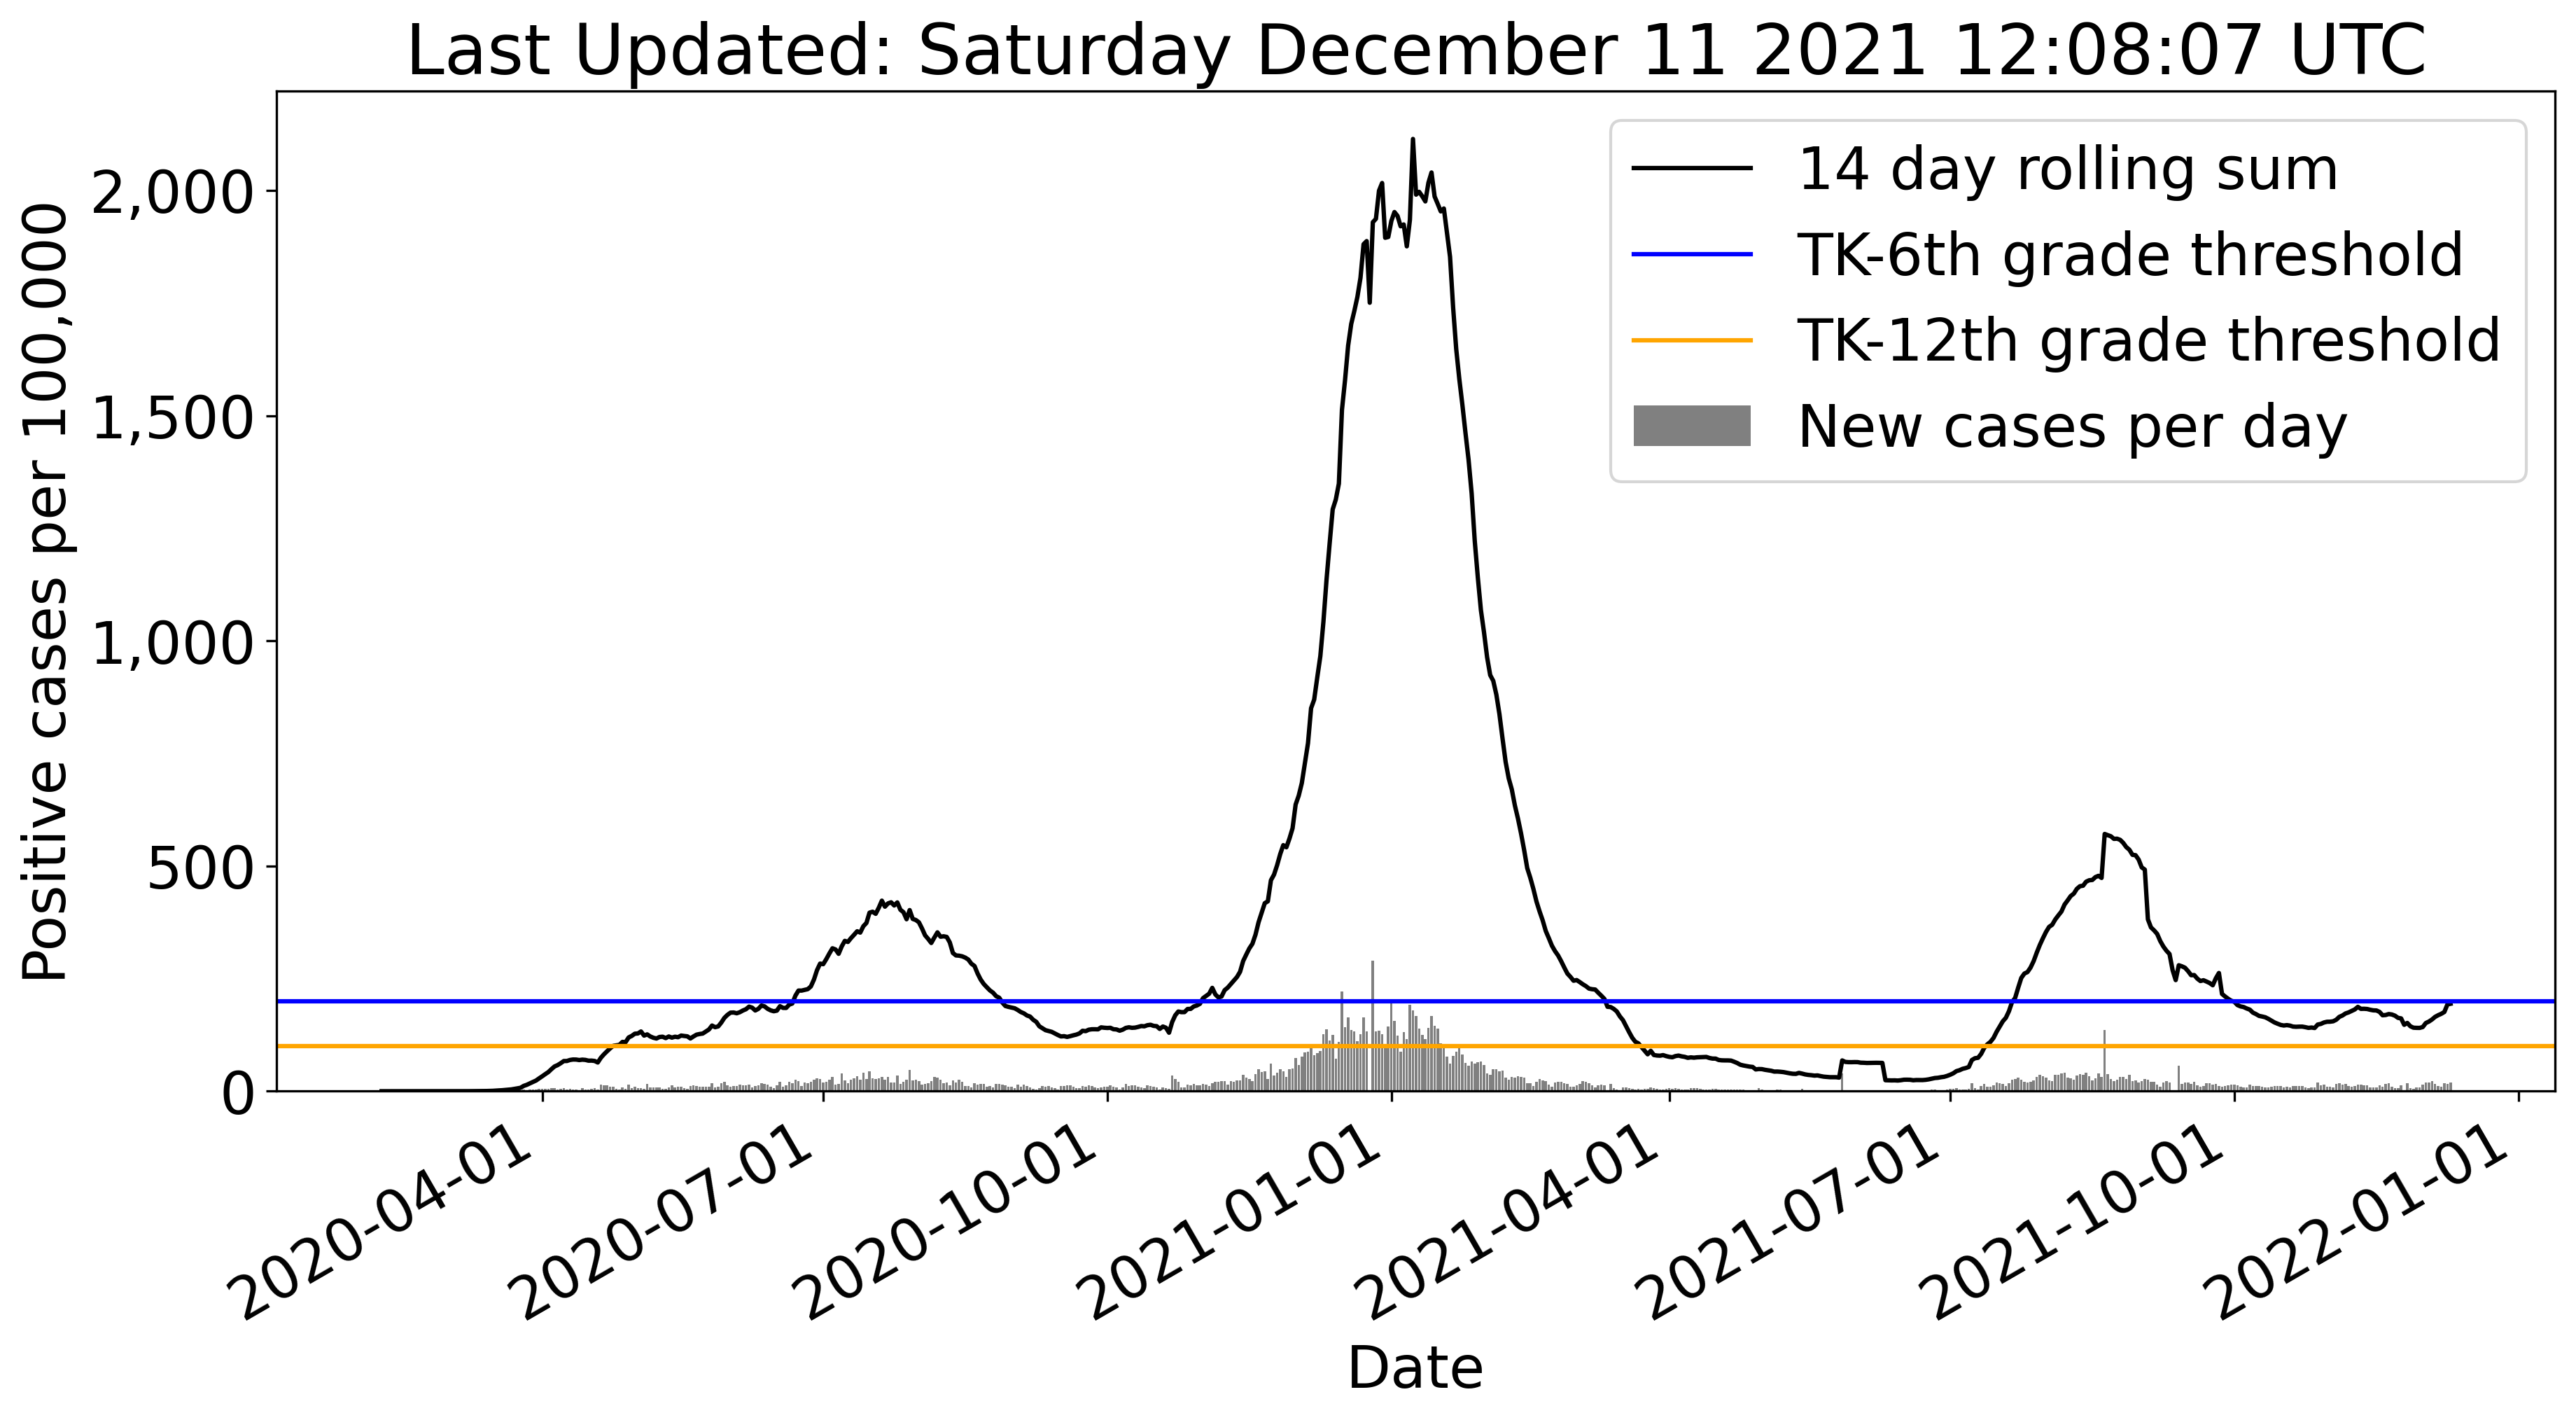 Last Updated: Saturday December 11 2021 12:08:07 UTC
14 day rolling sum
TK-6th grade threshold
TK-12th grade threshold
New cases per day
Positive cases per 100,000
2,000
1,500
1,000
500
0
2020-04-01
2020-07-01
2020-10-01
2021-01-01
2021-04-01
2021-07-01
2021-10-01
2022-01-01
Date